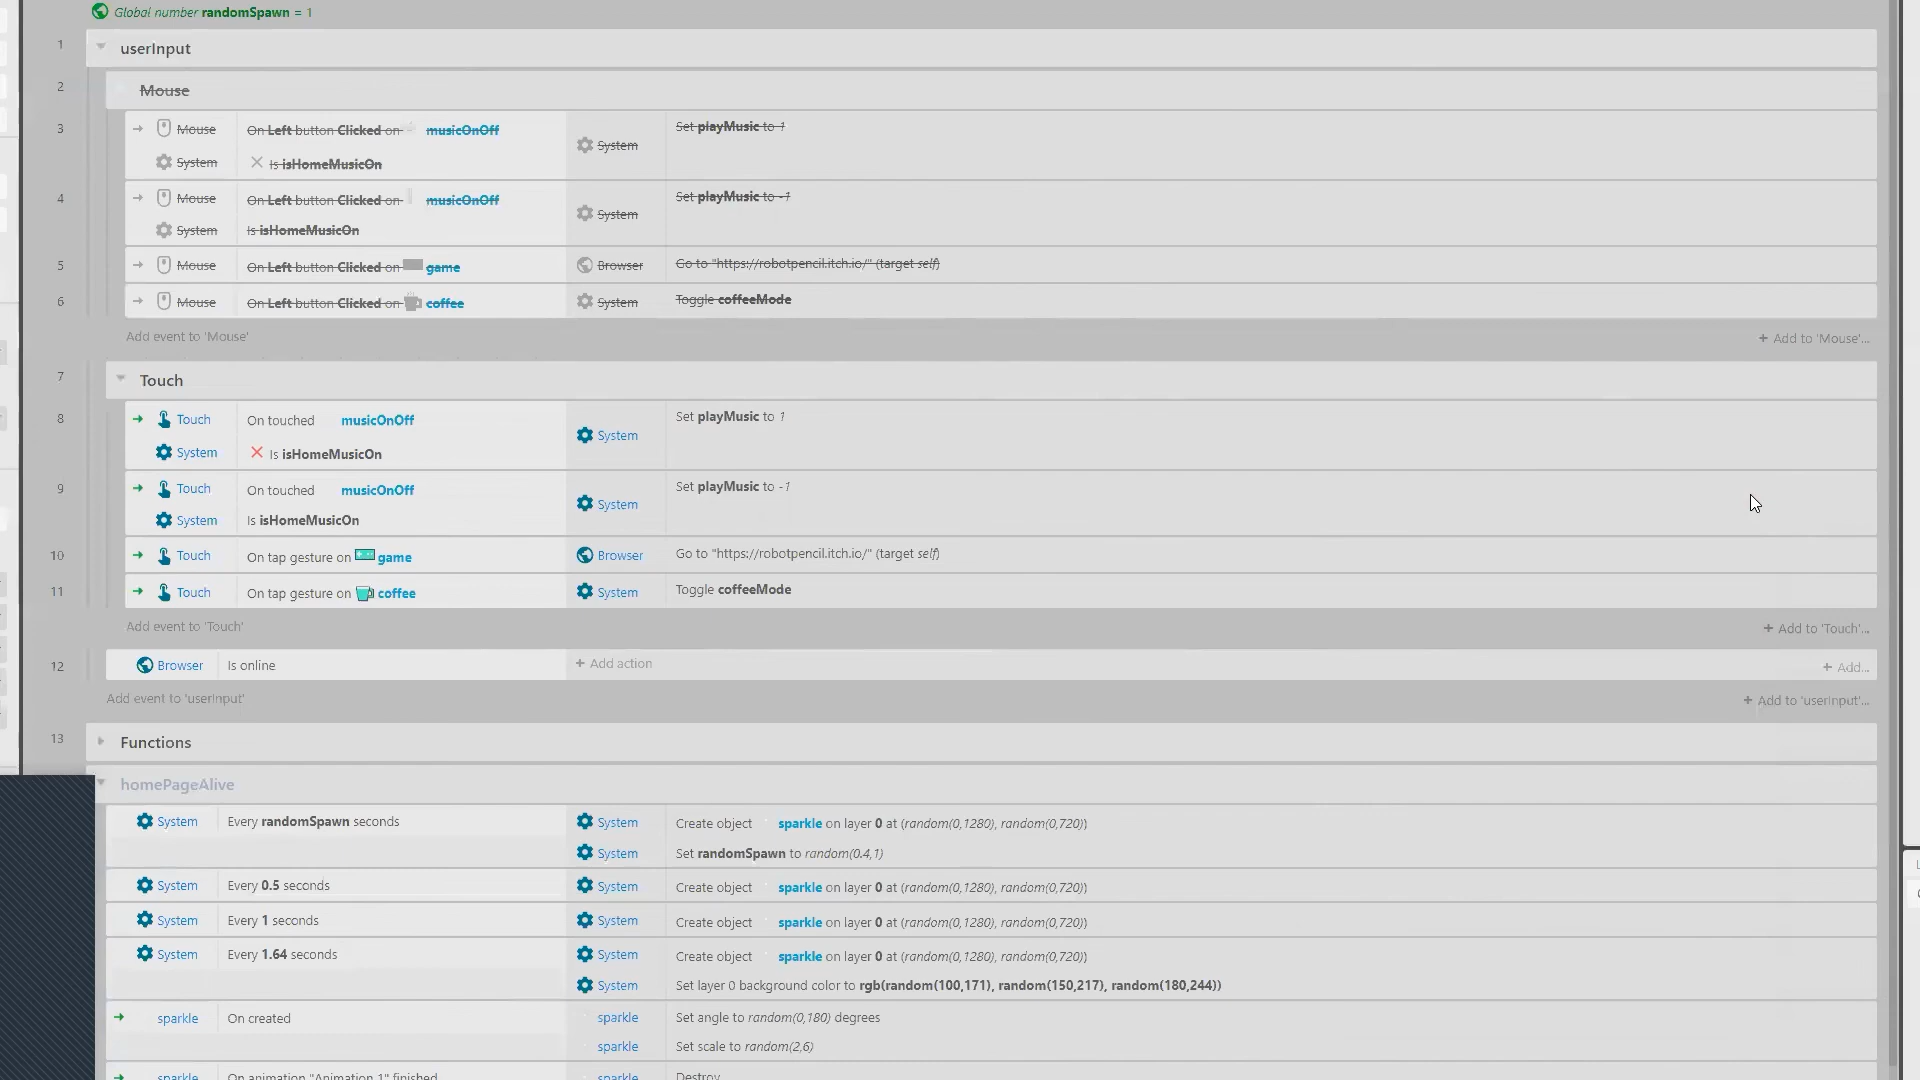 Global number randomSpawn = 1
1 userInput
2 Mouse
3 Mouse On Left button Clicked on musicOnOff System Set playMusic to 1
System Is isHomeMusicOn
4 Mouse On Left button Clicked on musicOnOff System Set playMusic to -1
System Is isHomeMusicOn
5 Mouse On Left button Clicked on game Browser Go to "https://robotpencil.itch.io/" (target self)
6 Mouse On Left button Clicked on coffee System Toggle coffeeMode
Add event to 'Mouse' + Add to 'Mouse'...
7 Touch
8 Touch On touched musicOnOff System Set playMusic to 1
System Is isHomeMusicOn
9 Touch On touched musicOnOff System Set playMusic to -1
System Is isHomeMusicOn
10 Touch On tap gesture on game Browser Go to "https://robotpencil.itch.io/" (target self)
11 Touch On tap gesture on coffee System Toggle coffeeMode
Add event to 'Touch' + Add to 'Touch'...
12 Browser Is online + Add action + Add...
Add event to 'userInput' + Add to 'userInput'...
13 Functions
homePageAlive
System Every randomSpawn seconds System Create object sparkle on layer 0 at (random(0,1280), random(0,720))
System Set randomSpawn to random(0.4,1)
System Every 0.5 seconds System Create object sparkle on layer 0 at (random(0,1280), random(0,720))
System Every 1 seconds System Create object sparkle on layer 0 at (random(0,1280), random(0,720))
System Every 1.64 seconds System Create object sparkle on layer 0 at (random(0,1280), random(0,720))
System Set layer 0 background color to rgb(random(100,171), random(150,217), random(180,244))
sparkle On created sparkle Set angle to random(0,180) degrees
sparkle Set scale to random(2,6)
sparkle On animation "Animation 1" finished sparkle Destroy